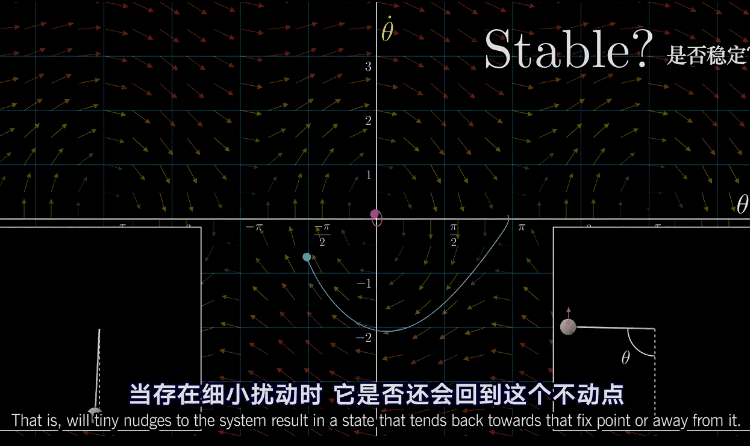 θ̇
Stable? 是否稳定?
3
2
1
θ
-π
-π/2
π/2
π
-1
-2
θ
当存在细小扰动时 它是否还会回到这个不动点
That is, will tiny nudges to the system result in a state that tends back towards that fix point or away from it.